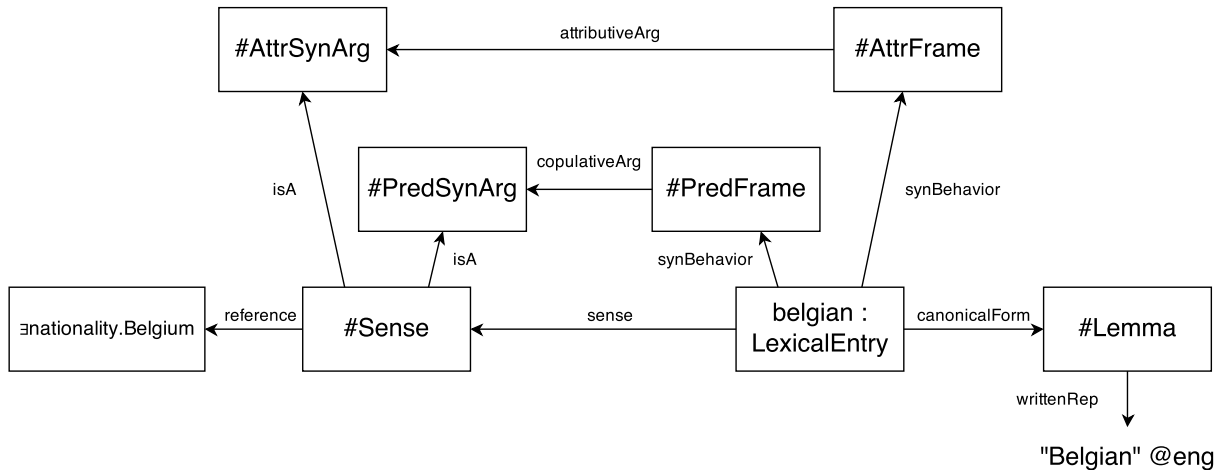 #AttrSynArg
attributiveArg
#AttrFrame
isA
#PredSynArg
copulativeArg
#PredFrame
synBehavior
isA
synBehavior
∃nationality.Belgium
reference
#Sense
sense
belgian :
LexicalEntry
canonicalForm
#Lemma
writtenRep
"Belgian" @eng